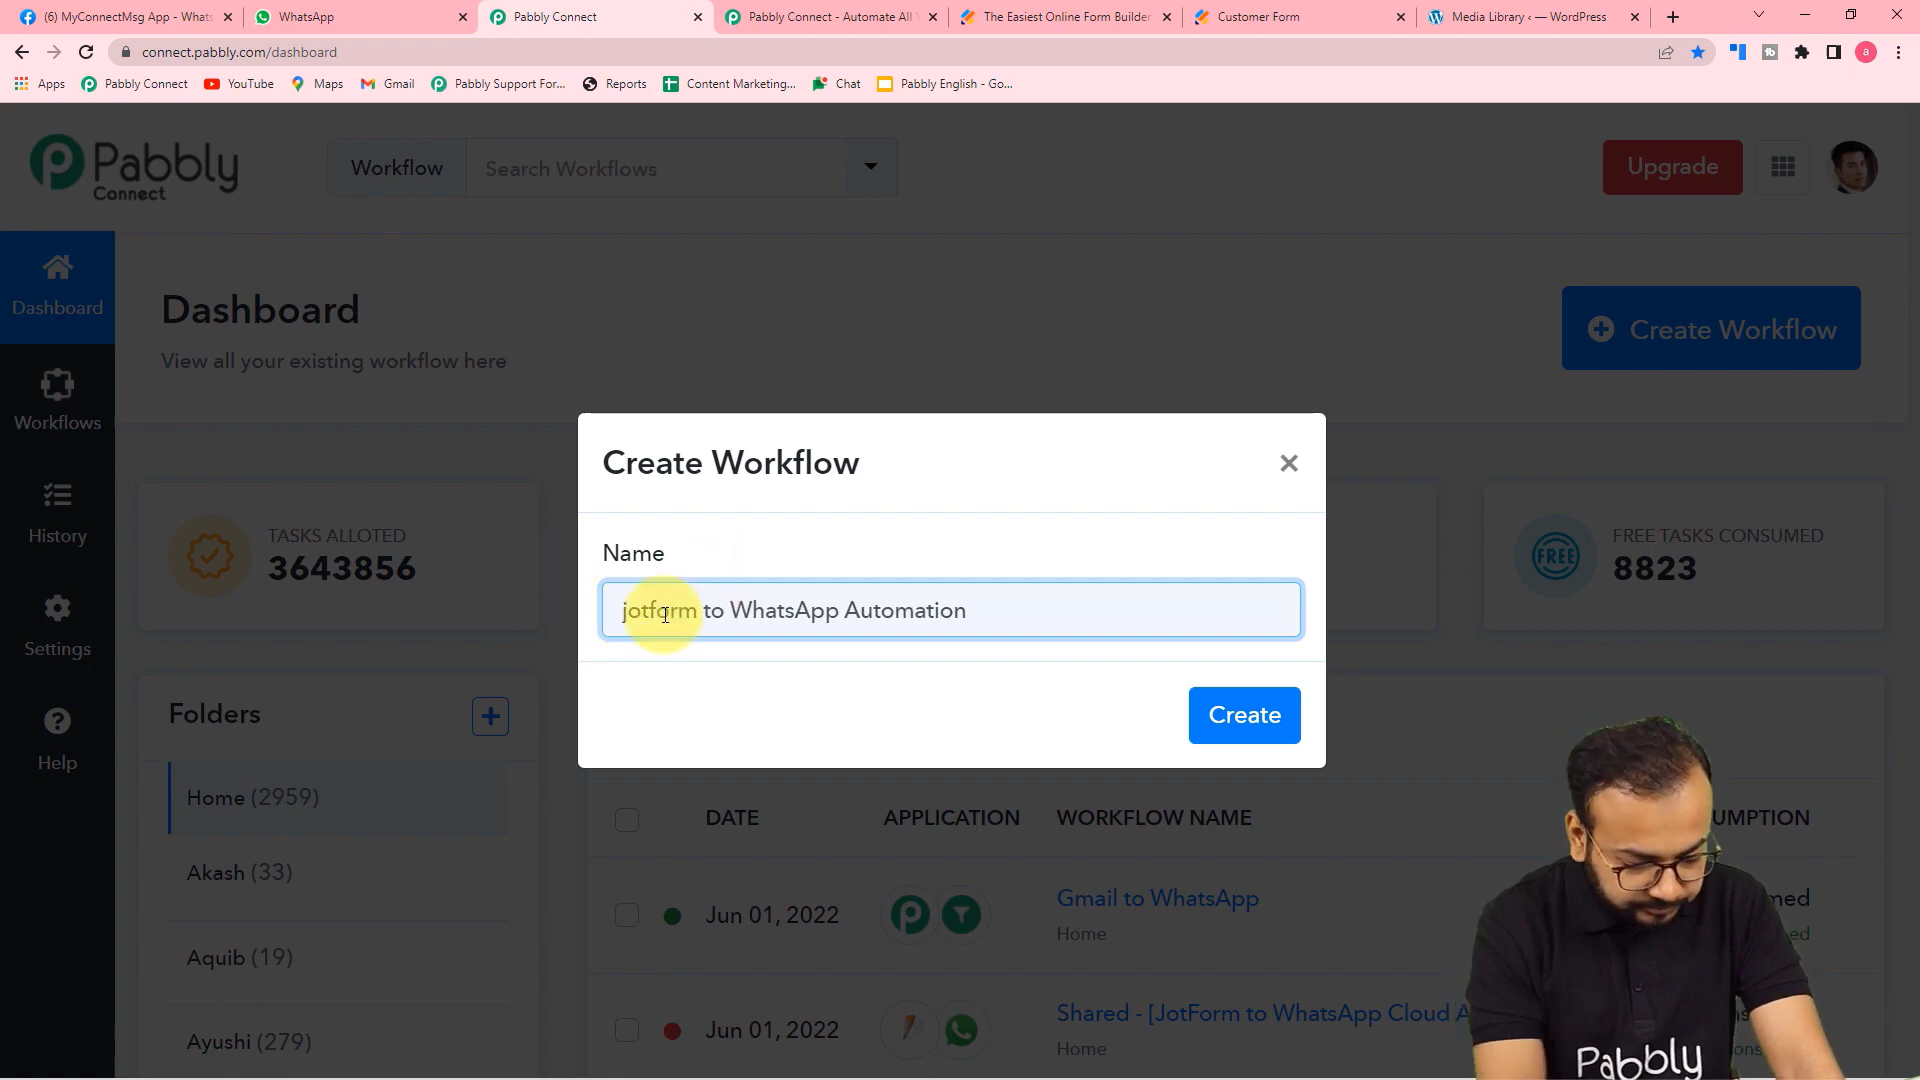 (6) MyConnectMsg App - Whats
WhatsApp
Pabbly Connect
Pabbly Connect - Automate All
The Easiest Online Form Builder
Customer Form
Media Library ‹ — WordPress
connect.pabbly.com/dashboard
Apps
Pabbly Connect
YouTube
Maps
Gmail
Pabbly Support For...
Reports
Content Marketing...
Chat
Pabbly English - Go...
Pabbly
Connect
Workflow
Search Workflows
Upgrade
Dashboard
Workflows
History
Settings
Help
Dashboard
View all your existing workflow here
Create Workflow
Create Workflow
Name
jotform to WhatsApp Automation
Create
TASKS ALLOTED
3643856
FREE TASKS CONSUMED
8823
Folders
Home (2959)
Akash (33)
Aquib (19)
Ayushi (279)
DATE
APPLICATION
WORKFLOW NAME
Jun 01, 2022
Gmail to WhatsApp
Home
Jun 01, 2022
Shared - [JotForm to WhatsApp Cloud A
Home
FREE
Pabbly